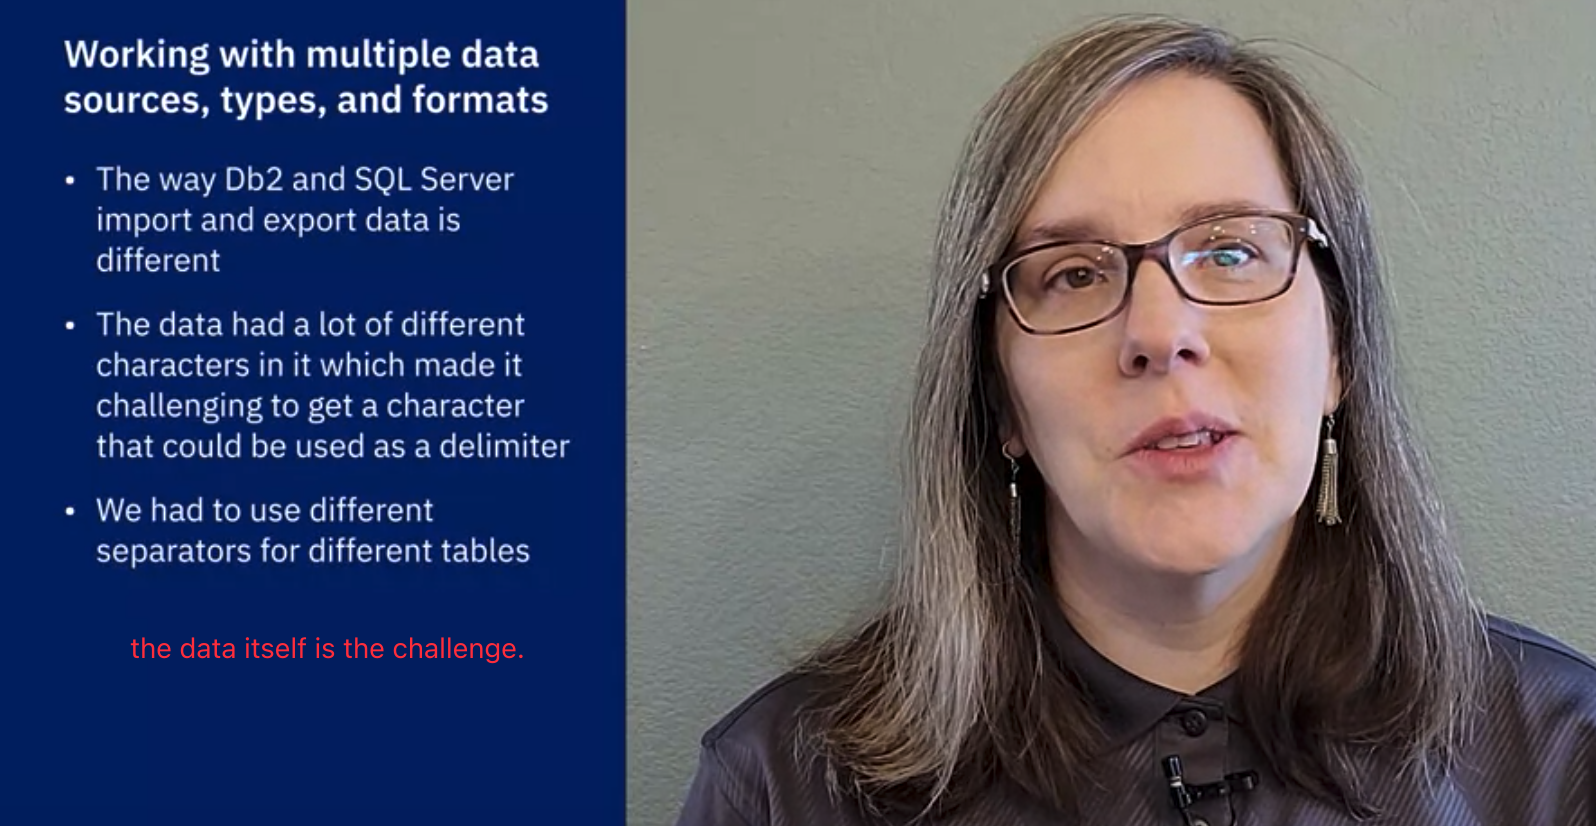 Working with multiple data
sources, types, and formats
• The way Db2 and SQL Server
import and export data is
different
• The data had a lot of different
characters in it which made it
challenging to get a character
that could be used as a delimiter
• We had to use different
separators for different tables
the data itself is the challenge.